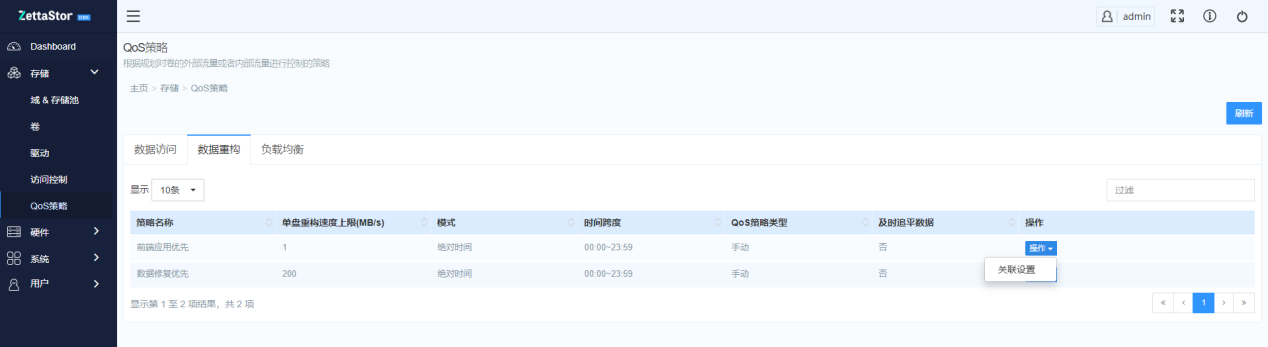 ZettaStor
admin
Dashboard
存储
域 & 存储池
卷
驱动
访问控制
QoS策略
硬件
系统
用户
QoS策略
根据规划对卷的外部流量或者内部流量进行控制的策略
主页 > 存储 > QoS策略
刷新
数据访问 数据重构 负载均衡
显示 10条 过滤
策略名称 单盘重构速度上限(MB/s) 模式 时间跨度 QoS策略类型 及时追平数据 操作
前端应用优先 1 绝对时间 00:00~23:59 手动 否 操作
关联设置
数据修复优先 200 绝对时间 00:00~23:59 手动 否
显示第 1 至 2 项结果，共 2 项
« ‹ 1 › »